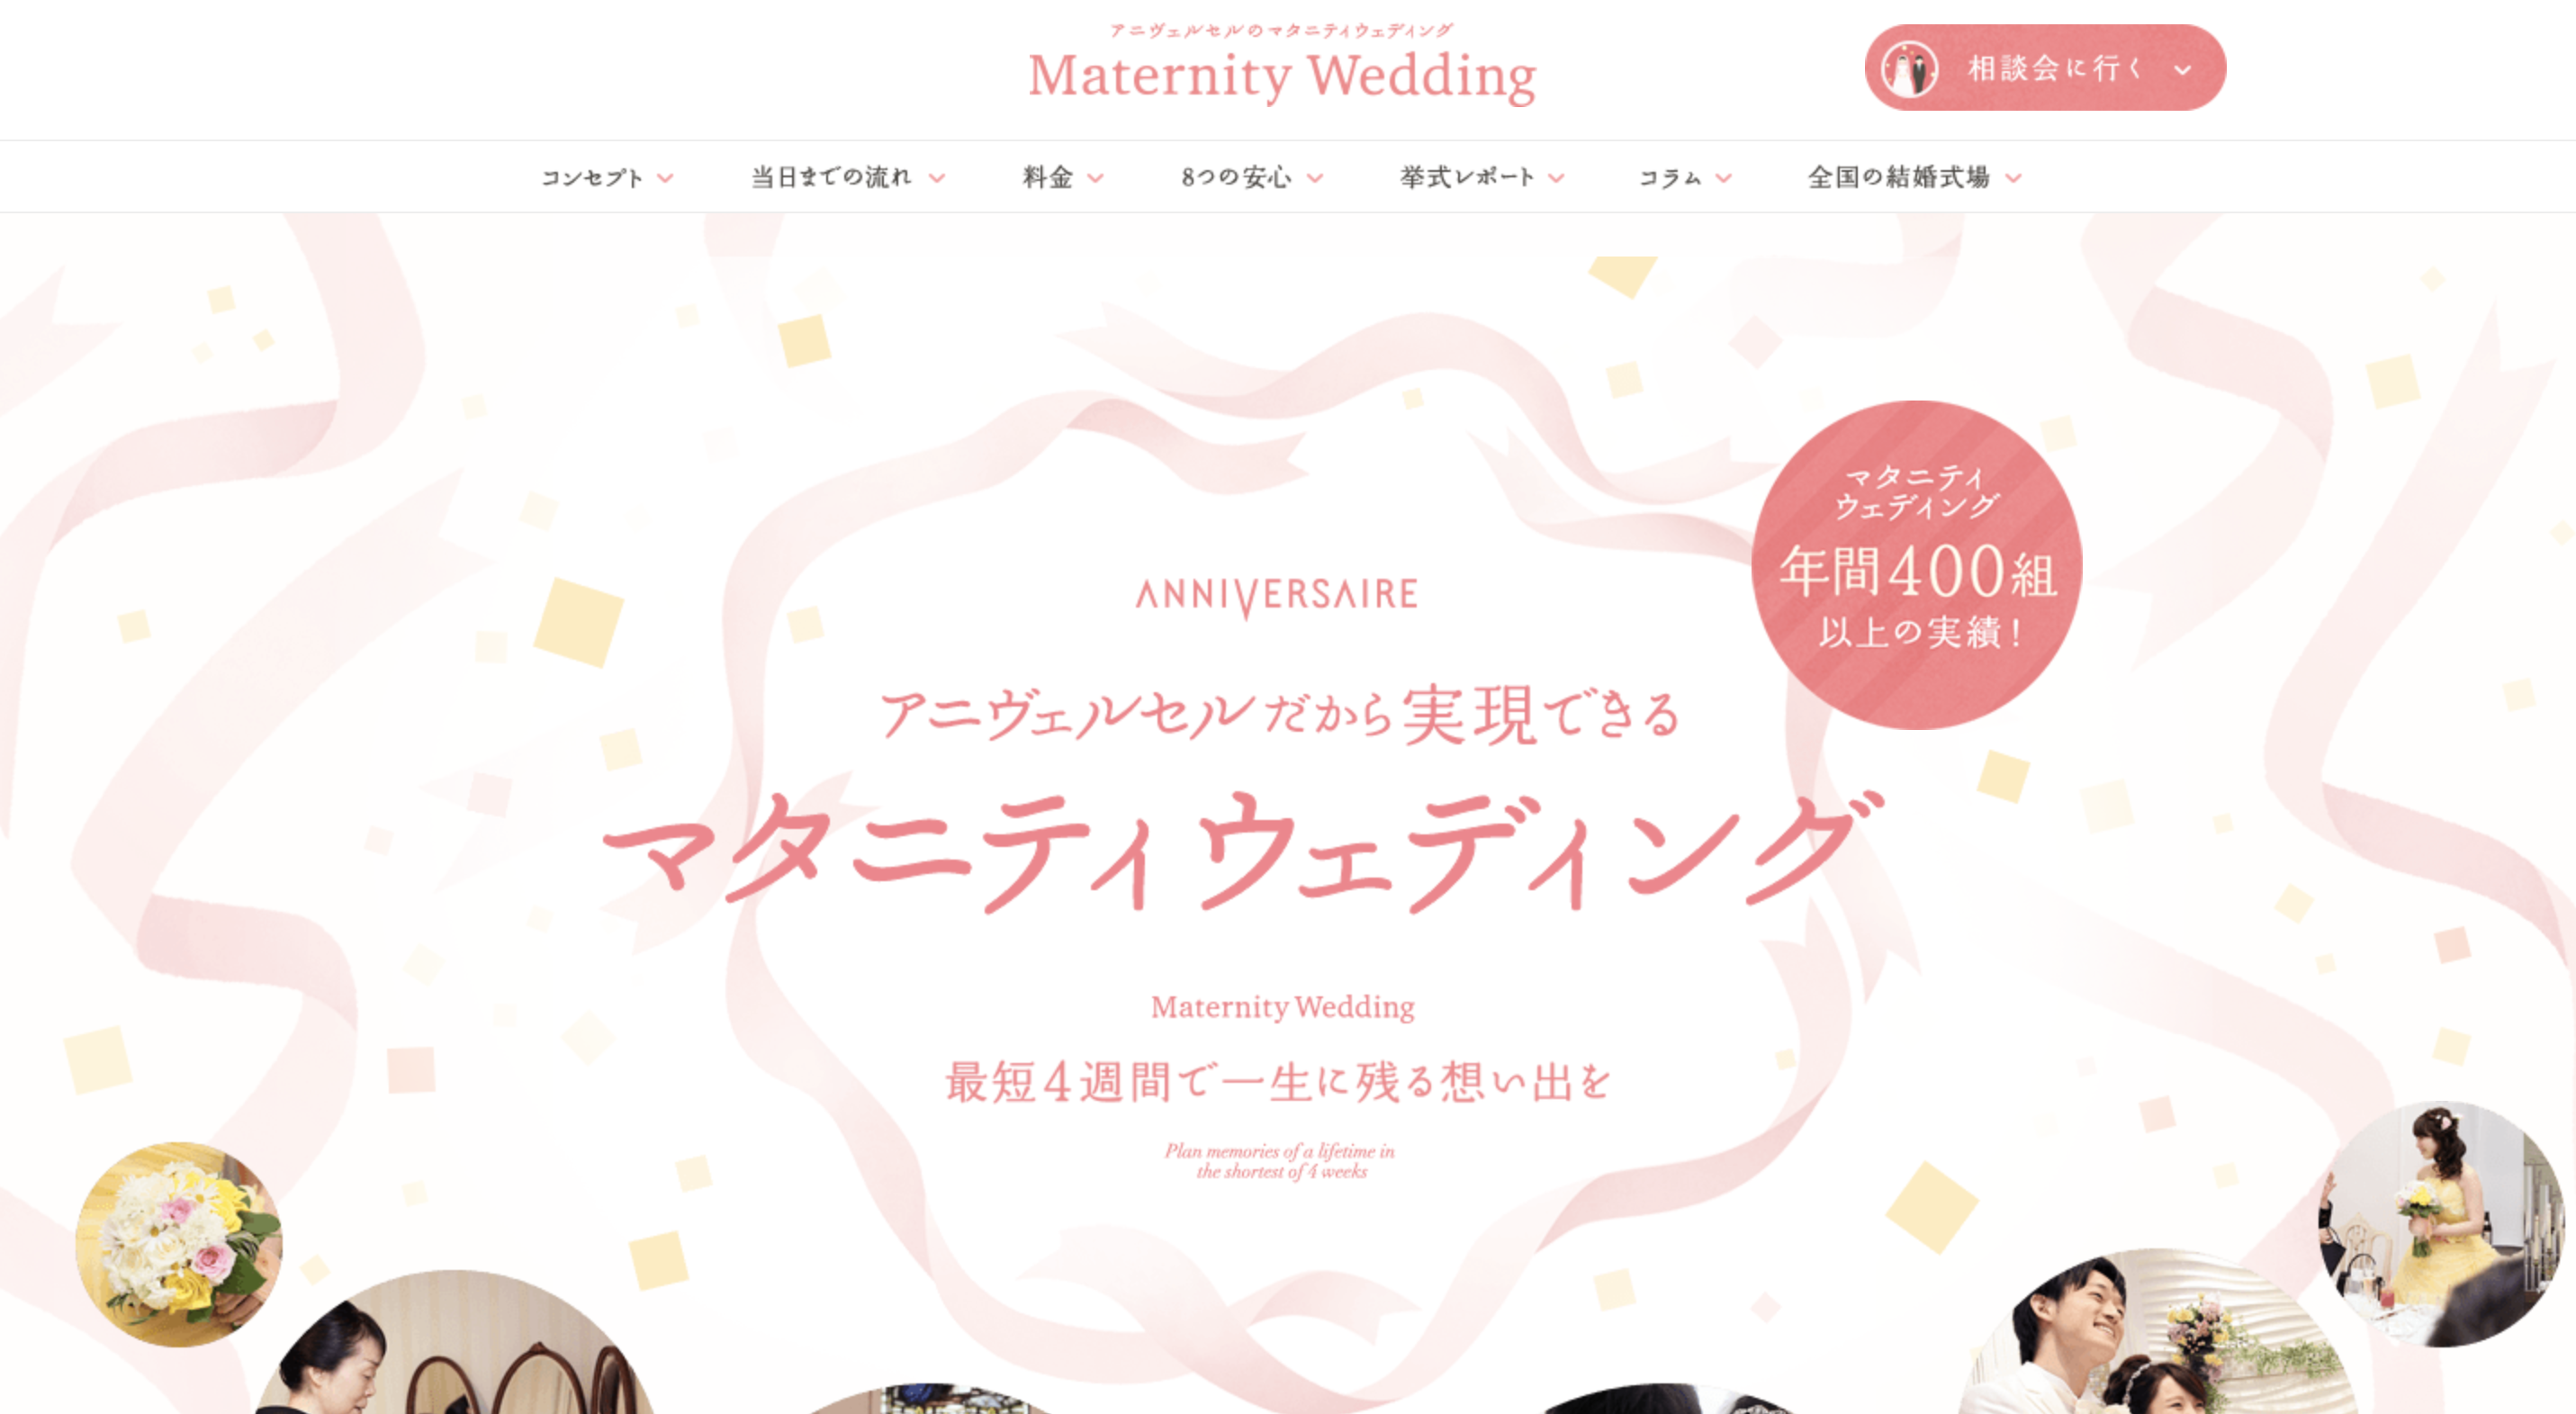 アニヴェルセルのマタニティウェディング
Maternity Wedding
相談会に行く
コンセプト 当日までの流れ 料金 8つの安心 挙式レポート コラム 全国の結婚式場
マタニティ
ウェディング
年間400組
以上の実績！
ANNIVERSAIRE
アニヴェルセルだから実現できる
マタニティウェディング
Maternity Wedding
最短4週間で一生に残る想い出を
Plan memories of a lifetime in
the shortest of 4 weeks